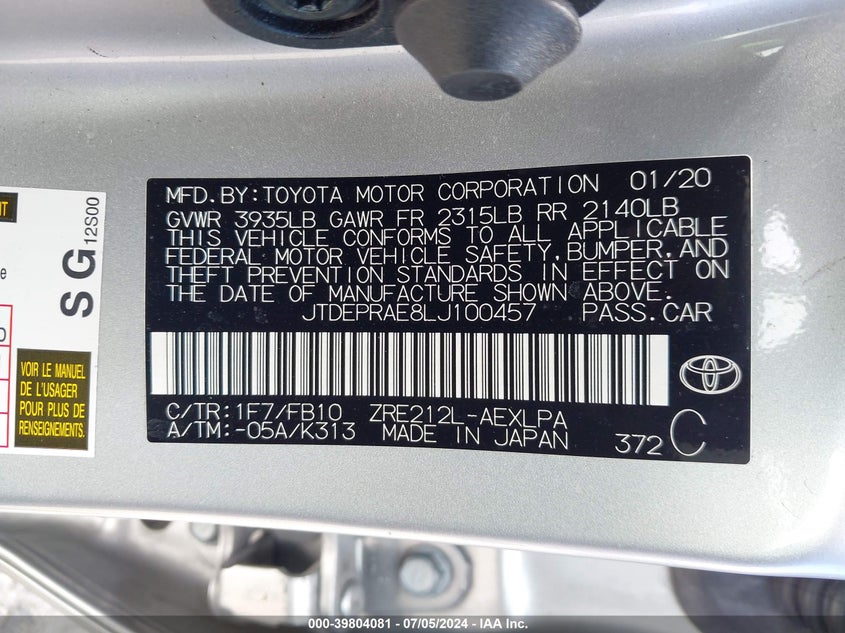 MFD.BY:TOYOTA MOTOR CORPORATION 01/20
GVWR 3935LB GAWR FR 2315LB RR 2140LB
THIS VEHICLE CONFORMS TO ALL APPLICABLE
FEDERAL MOTOR VEHICLE SAFETY,BUMPER,AND
THEFT PREVENTION STANDARDS IN EFFECT ON
THE DATE OF MANUFACTURE SHOWN ABOVE.
JTDEPRAE8LJ100457 PASS.CAR
C/TR:1F7/FB10 ZRE212L-AEXLPA
A/TM:-05A/K313 MADE IN JAPAN 372 C
SG
12S00
VOIR LE MANUEL
DE L'USAGER
POUR PLUS DE
RENSEIGNEMENTS
000-39804081 - 07/05/2024 - IAA Inc.